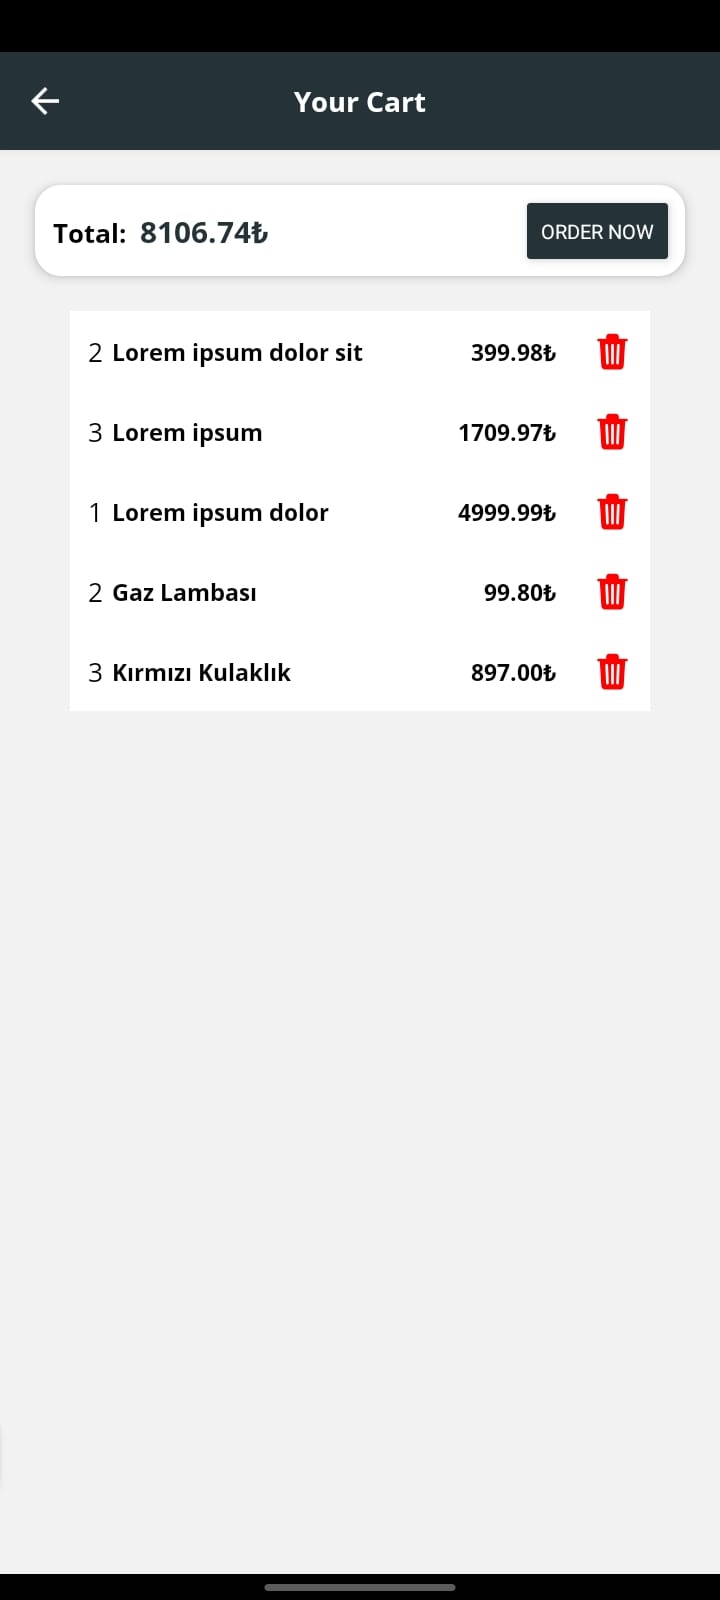 Your Cart
Total: 8106.74₺
ORDER NOW
2 Lorem ipsum dolor sit 399.98₺
3 Lorem ipsum 1709.97₺
1 Lorem ipsum dolor 4999.99₺
2 Gaz Lambası 99.80₺
3 Kırmızı Kulaklık 897.00₺